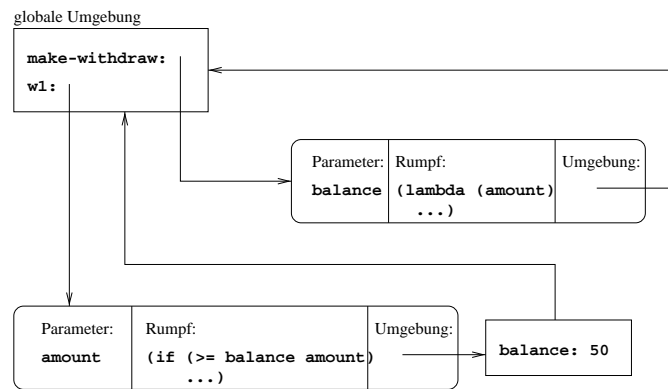 globale Umgebung
make-withdraw:
w1:
Parameter: Rumpf: Umgebung:
balance (lambda (amount)
...)
Parameter: Rumpf: Umgebung:
amount (if (>= balance amount)
...)
balance: 50